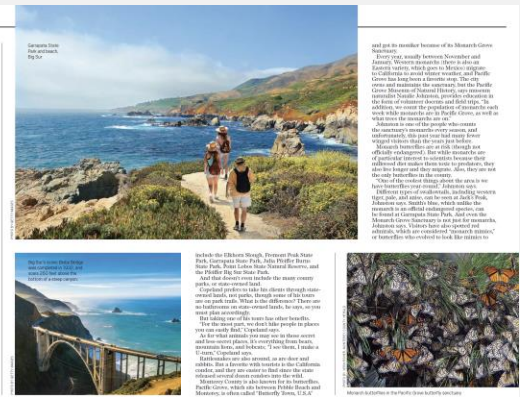 Garrapata State
Park and beach,
Big Sur
and got its moniker because of its Monarch Grove
Sanctuary.
Every year, usually between November and
January, Western monarchs (there is also an
Eastern variety, which goes to Mexico) migrate
to California to avoid winter weather, and Pacific
Grove has long been a favorite stop. The city
owns and maintains the sanctuary, but the Pacific
Grove Museum of Natural History, says museum
naturalist Natalie Johnston, provides education in
the form of volunteer docents and field trips. "In
addition, we count the population of monarch each
week while monarchs are in Pacific Grove, as well as
what trees the monarchs are on."
Johnston is one of the people who counts
the sanctuary's monarchs every season, and
unfortunately, this past year had many fewer
winged visitors than the years just before.
Monarch butterflies are at risk (though not
officially endangered). But while monarchs are
of particular interest to scientists because their
milkweed diet makes them toxic to predators, they
also live longer and they migrate. Also, they are not
the only butterflies in the county.
"One of the coolest things about the area is we
have butterflies year-round," Johnston says.
Different types of swallowtails, including western
tiger, pale, and anise, can be seen at Jack's Peak,
Johnston says. Smith's blue, which unlike the
monarch is an official endangered species, can
be found at Garrapata State Park. And even the
Monarch Grove Sanctuary is not just for monarchs,
Johnston says. Visitors have also spotted red
admirals, which are considered "monarch mimics,"
or butterflies who evolved to look like mimics to
Big Sur's iconic Bixby Bridge
was completed in 1932 and
soars 260 feet above the
bottom of a steep canyon.
include the Elkhorn Slough, Fremont Peak State
Park, Garrapata State Park, Julia Pfeiffer Burns
State Park, Point Lobos State Natural Reserve, and
the Pfeiffer Big Sur State Park.
And that doesn't even include the many county
parks, or state-owned land.
Copeland prefers to take his clients through state-
owned lands, not parks, though some of his tours
are on park trails. What is the difference? There are
no bathrooms on state-owned lands, he says, so you
must plan accordingly.
But taking one of his tours has other benefits.
"For the most part, we don't hike people in places
you can easily find," Copeland says.
As for what animals you may see in those secret
and less-secret places, it's everything from bears,
mountain lions, and bobcats. "I see them, I make a
U-turn," Copeland says.
Rattlesnakes are also around, as are deer and
rabbits. But a favorite with tourists is the California
condor, and they are easier to find since the state
released several dozen condors into the wild.
Monterey County is also known for its butterflies.
Pacific Grove, which sits between Pebble Beach and
Monterey, is often called "Butterfly Town, U.S.A"
Monarch butterflies in the Pacific Grove butterfly sanctuary